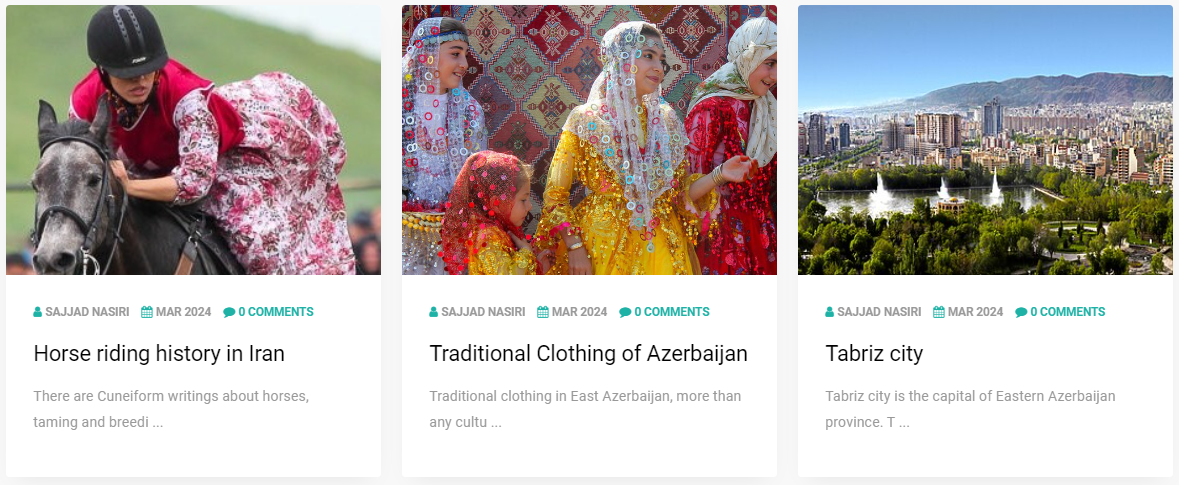 SAJJAD NASIRI MAR 2024 0 COMMENTS
Horse riding history in Iran
There are Cuneiform writings about horses,
taming and breedi ...
SAJJAD NASIRI MAR 2024 0 COMMENTS
Traditional Clothing of Azerbaijan
Traditional clothing in East Azerbaijan, more than
any cultu ...
SAJJAD NASIRI MAR 2024 0 COMMENTS
Tabriz city
Tabriz city is the capital of Eastern Azerbaijan
province. T ...